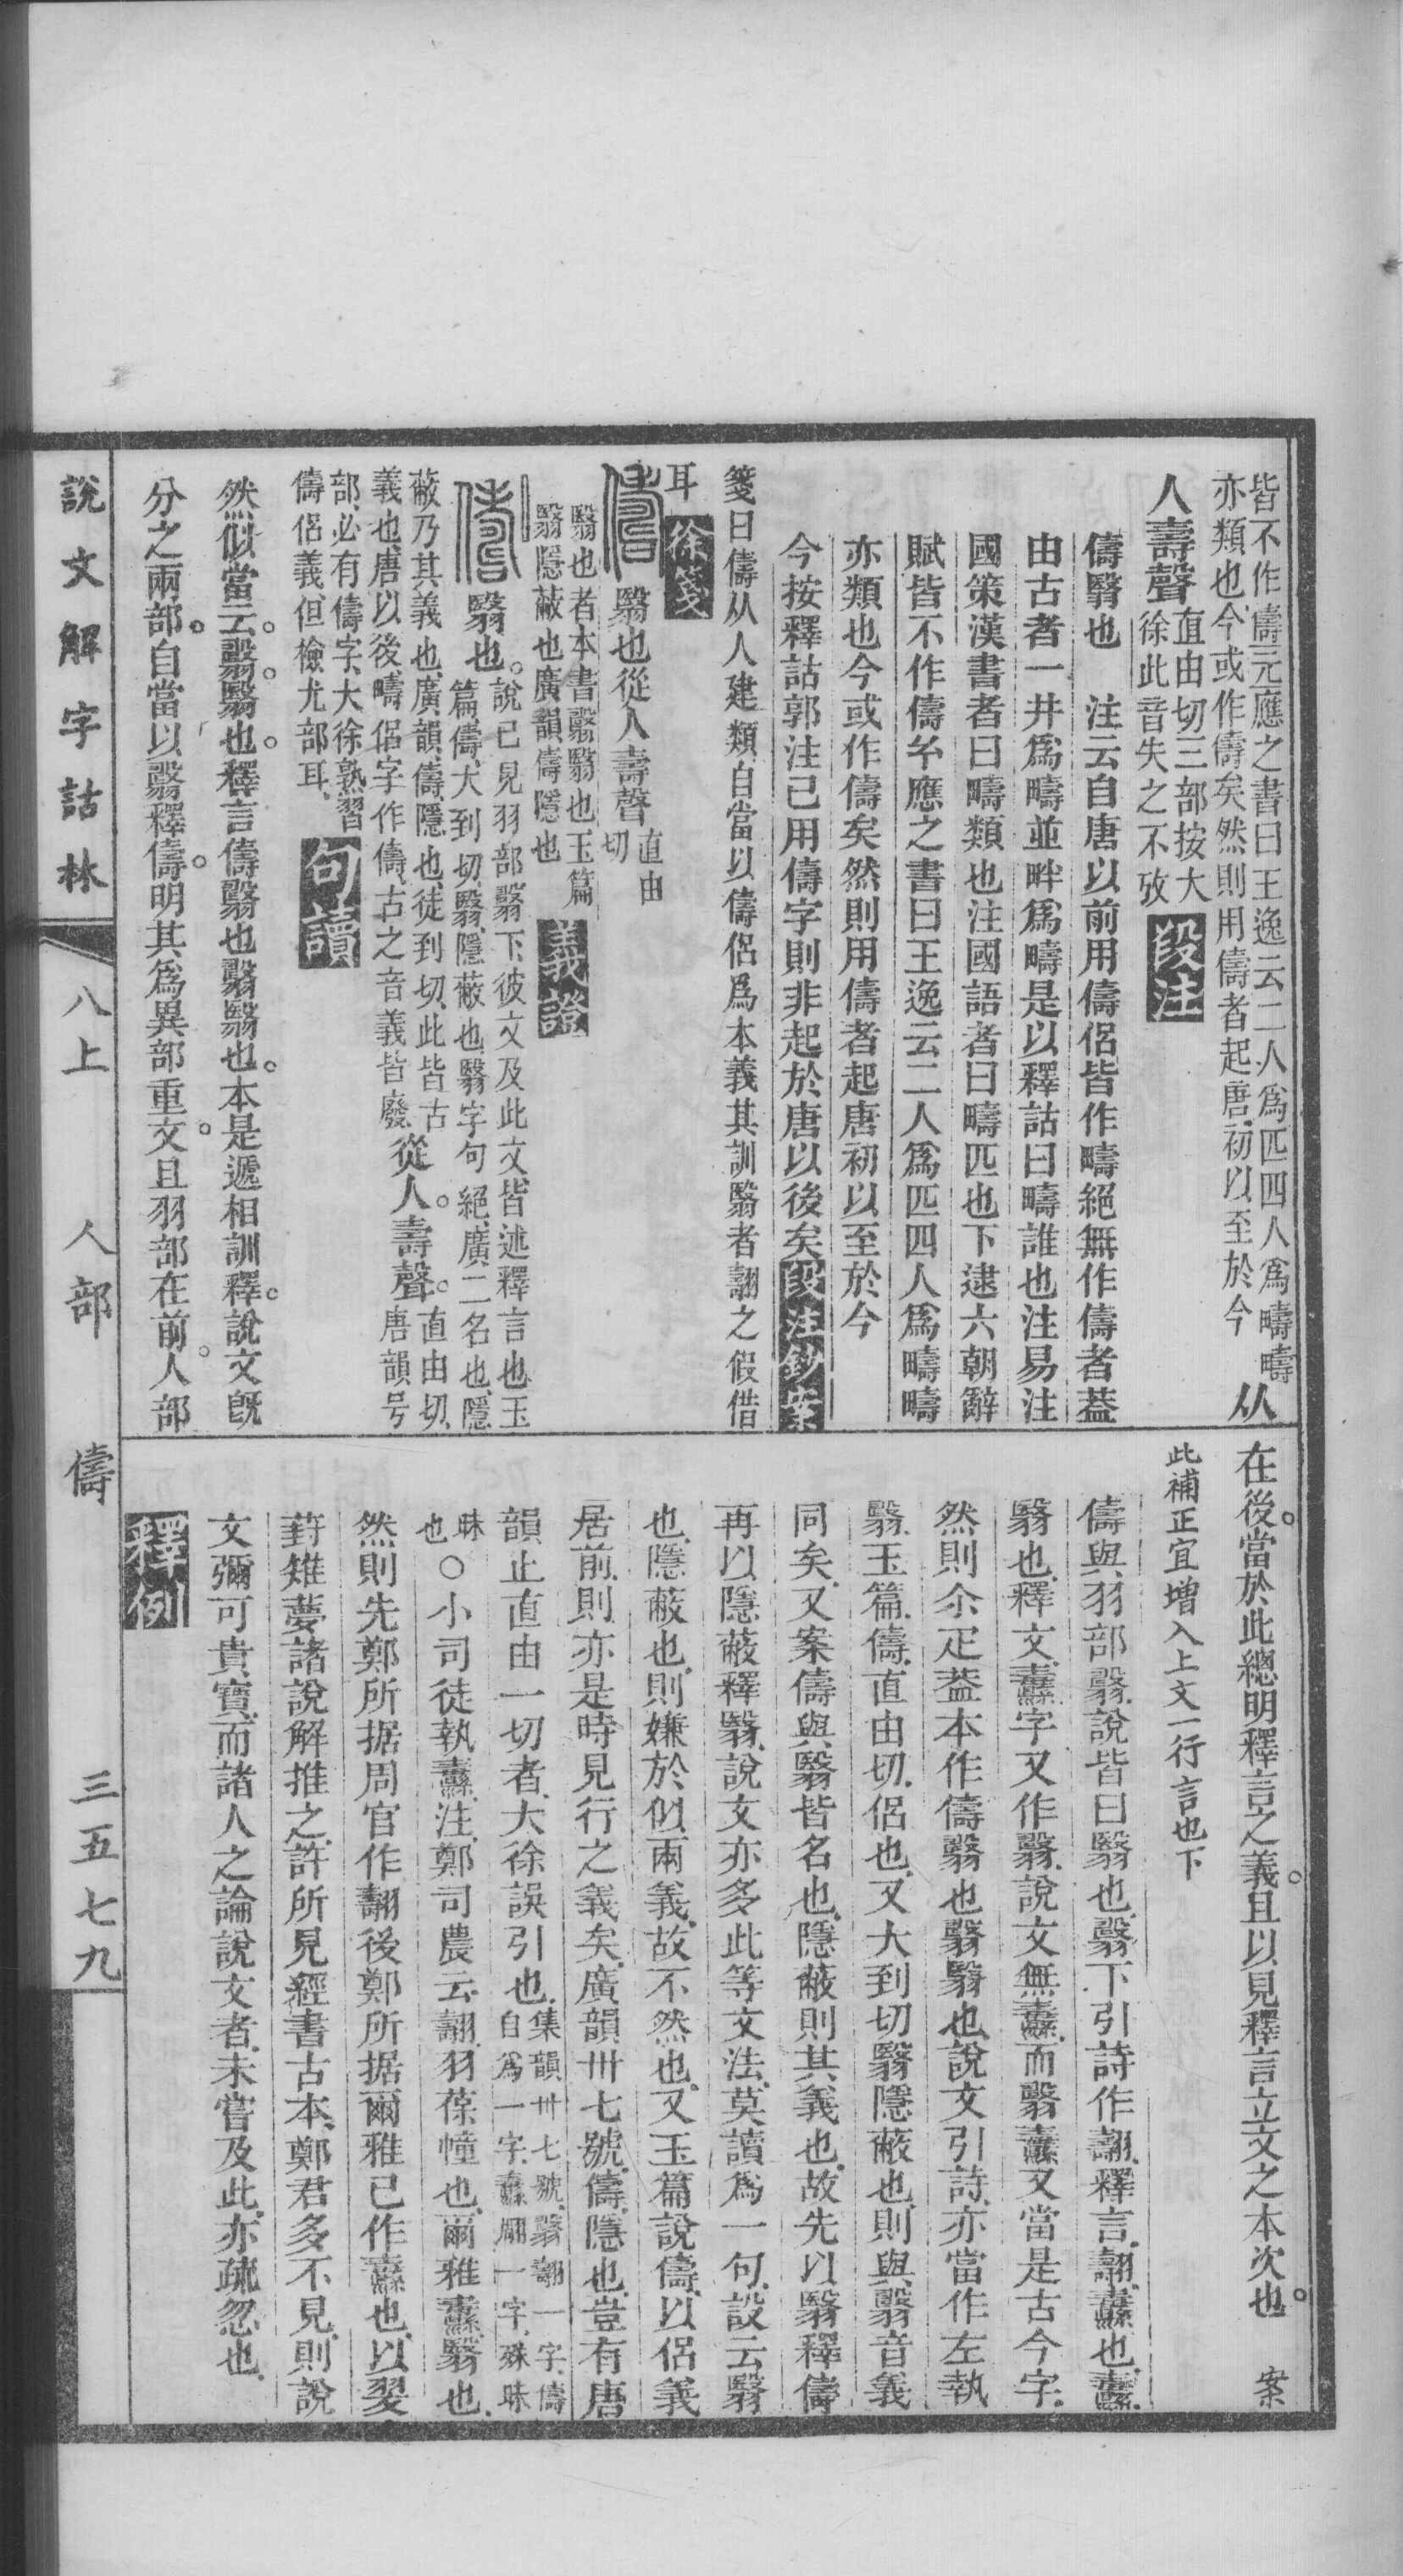 皆不作儔元應之書曰王逸云二人爲匹四人爲疇疇
亦類也今或作儔矣然則用儔者起唐初以至於今
从
人壽聲
直由切三部按大
徐此音失之不攷
段注
儔翳也　注云自唐以前用儔侶皆作疇絕無作儔者葢
由古者一井爲疇並畔爲疇是以釋詁曰疇誰也注易注
國策漢書者曰疇類也注國語者曰疇匹也下逮六朝辭
賦皆不作儔玄應之書曰王逸云二人爲匹四人爲疇疇
亦類也今或作儔矣然則用儔者起唐初以至於今
今按釋詁郭注已用儔字則非起於唐以後矣
段注鈔案
箋曰儔从人建類自當以儔侶爲本義其訓翳者翿之假借
耳
徐箋
儔
翳也從人壽聲
直由
切
翳也者本書翳翳也玉篇
翳隱蔽也廣韻儔隱也
義證
儔
翳也。
說已見羽部翳下彼文及此文皆述釋言也玉
篇儔大到切翳隱蔽也翳字句絕廣二名也隱
蔽乃其義也廣韻儔隱也徒到切此皆古
義也唐以後疇侶字作儔古之音義皆廢
從人。壽聲。
直由切
唐韻号
部必有儔字大徐熟習
儔侶義但檢尤部耳
句讀
然似當云。翳。翳也。釋言儔翳也翳翳也。本是遞相訓釋。說文旣
分之兩部。自當以翳釋儔。明其爲異部重文。且羽部在前。人部
在後。當於此總明釋言之義。且以見釋言立文之本次也。　案
此補正宜增入上文一行言也下
儔與羽部翳說皆曰翳也翳下引詩作翿釋言翿纛也纛
翳也釋文纛字又作翳說文無纛而翳纛又當是古今字
然則尒疋葢本作儔翳也翳翳也說文引詩亦當作左執
翳玉篇儔直由切侶也又大到切翳隱蔽也則與翳音義
同矣又案儔與翳皆名也隱蔽則其義也故先以翳釋儔
再以隱蔽釋翳說文亦多此等文法莫讀爲一句設云翳
也隱蔽也則嫌於似兩義故不然也又玉篇說儔以侶義
居前則亦是時見行之義矣廣韻卅七號儔隱也豈有唐
韻止直由一切者大徐誤引也
集韻卅七號翳翿一字儔
自爲一字纛翢一字殊昧
昧
也
○小司徒執纛注鄭司農云翿羽葆幢也爾雅纛翳也
然則先鄭所据周官作翿後鄭所据爾雅已作纛也以翜
葑雉夢諸說解推之許所見經書古本鄭君多不見則說
文彌可貴寶而諸人之論說文者未嘗及此亦疏忽也
釋例
說文解字詁林
八上　人部　儔　三五七九